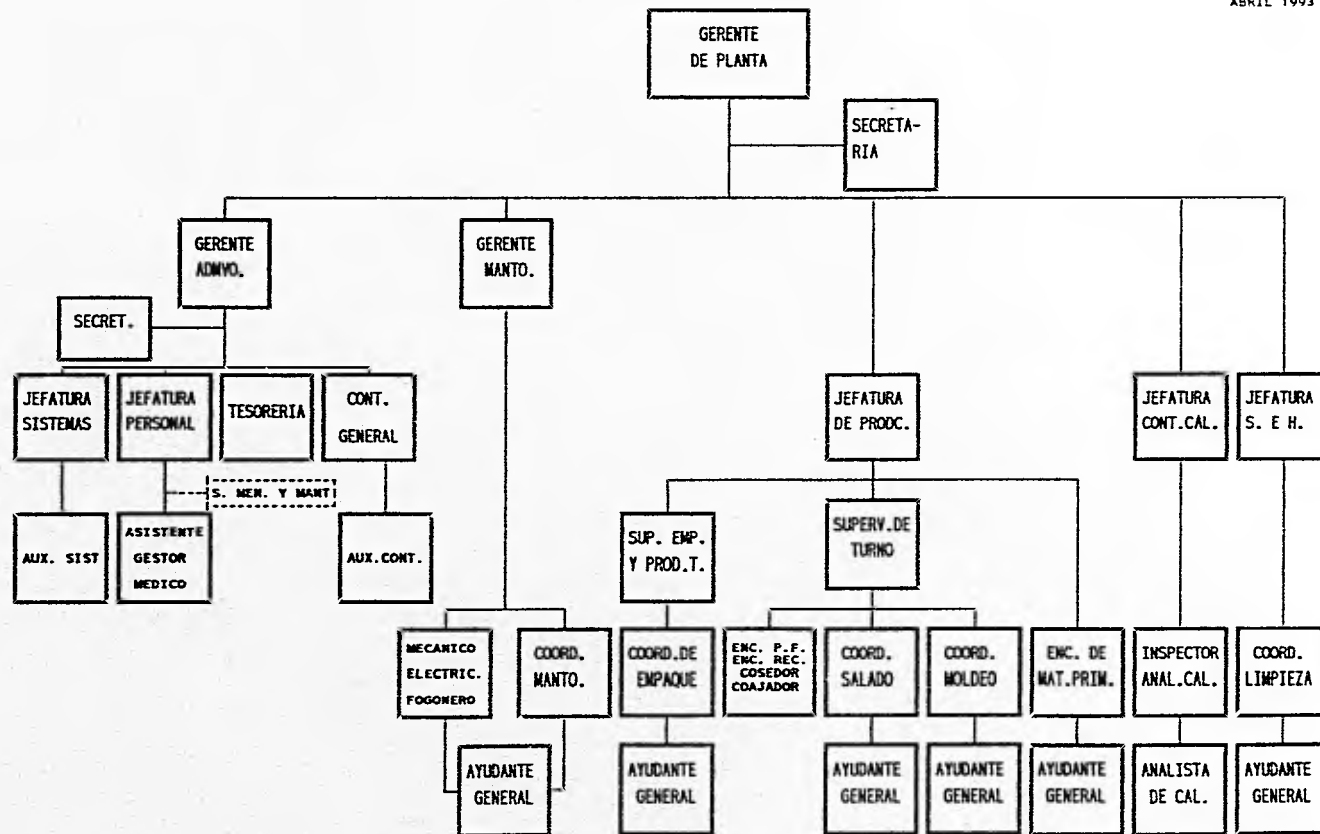 ABRIL 1993
GERENTE
DE PLANTA
SECRETA-
RIA
GERENTE
ADMVO.
GERENTE
MANTO.
SECRET.
JEFATURA
SISTEMAS
JEFATURA
PERSONAL
TESORERIA
CONT.
GENERAL
JEFATURA
DE PRODC.
JEFATURA
CONT.CAL.
JEFATURA
S. E H.
S. MEN. Y MANT
AUX. SIST
ASISTENTE
GESTOR
MEDICO
AUX.CONT.
SUP. EMP.
Y PROD.T.
SUPERV.DE
TURNO
MECANICO
ELECTRIC.
FOGONERO
COORD.
MANTO.
COORD.DE
EMPAQUE
ENC. P.F.
ENC. REC.
COSEDOR
COAJADOR
COORD.
SALADO
COORD.
MOLDEO
ENC. DE
MAT.PRIM.
INSPECTOR
ANAL.CAL.
COORD.
LIMPIEZA
AYUDANTE
GENERAL
AYUDANTE
GENERAL
AYUDANTE
GENERAL
AYUDANTE
GENERAL
AYUDANTE
GENERAL
ANALISTA
DE CAL.
AYUDANTE
GENERAL